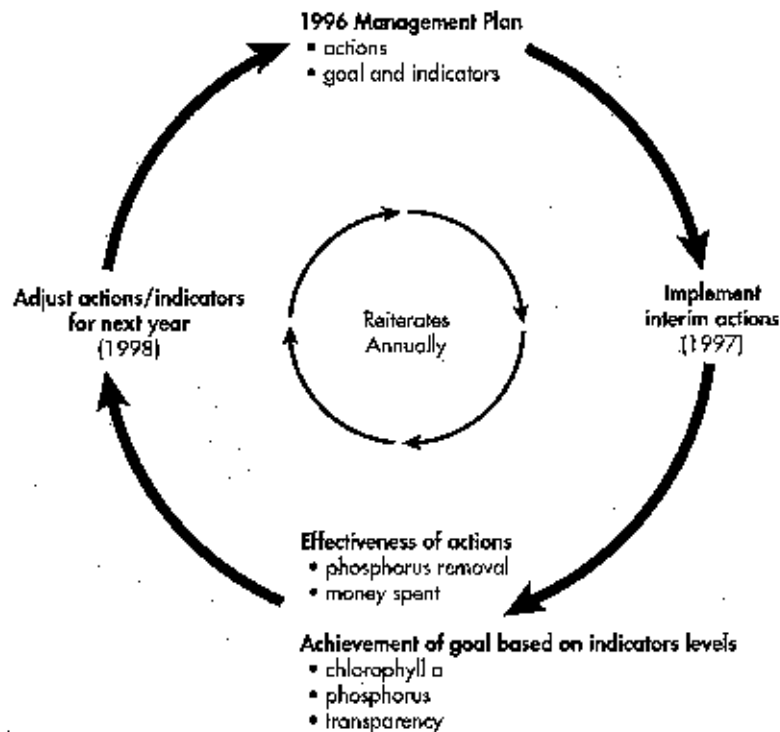 1996 Management Plan
• actions
• goal and indicators
Implement
interim actions
(1997)
Adjust actions/indicators
for next year
(1998)
Reiterates
Annually
Effectiveness of actions
• phosphorus removal
• money spent
Achievement of goal based on indicators levels
• chlorophyll a
• phosphorus
• transparency